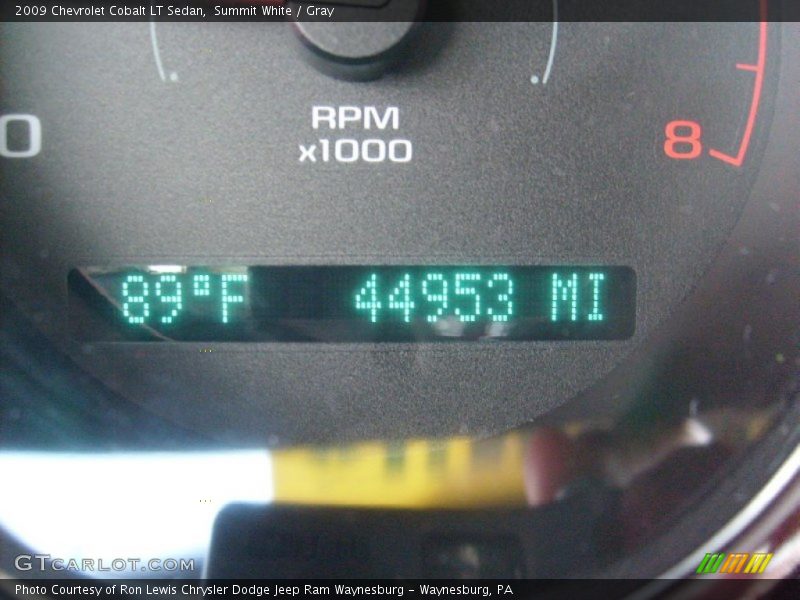 2009 Chevrolet Cobalt LT Sedan,  Summit White / Gray
0
RPM
x1000
8
89°F 44953 MI
GTcarlot.com
Photo Courtesy of Ron Lewis Chrysler Dodge Jeep Ram Waynesburg - Waynesburg, PA